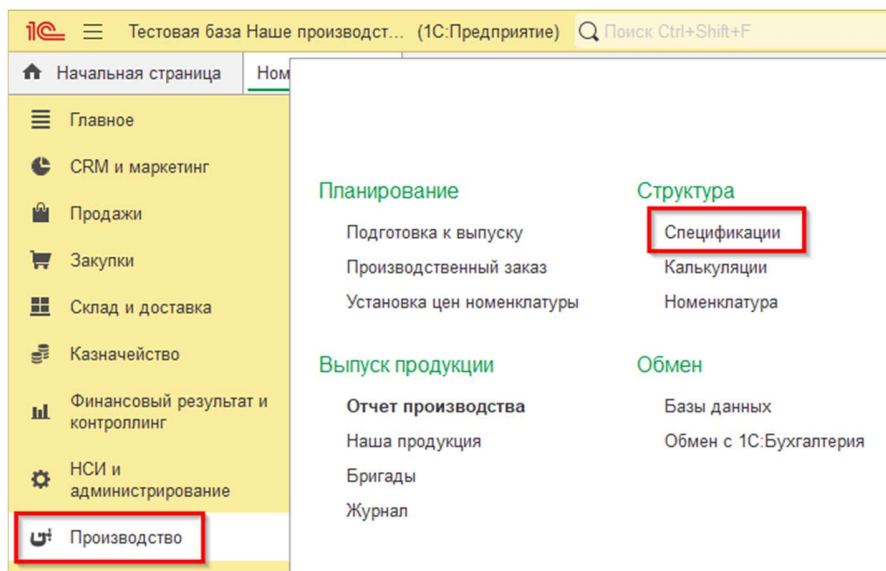 1С Тестовая база Наше производст... (1С:Предприятие) Поиск Ctrl+Shift+F
Начальная страница Ном
Главное
CRM и маркетинг
Продажи
Закупки
Склад и доставка
Казначейство
Финансовый результат и
контроллинг
НСИ и
администрирование
Производство
Планирование
Подготовка к выпуску
Производственный заказ
Установка цен номенклатуры
Выпуск продукции
Отчет производства
Наша продукция
Бригады
Журнал
Структура
Спецификации
Калькуляции
Номенклатура
Обмен
Базы данных
Обмен с 1С:Бухгалтерия